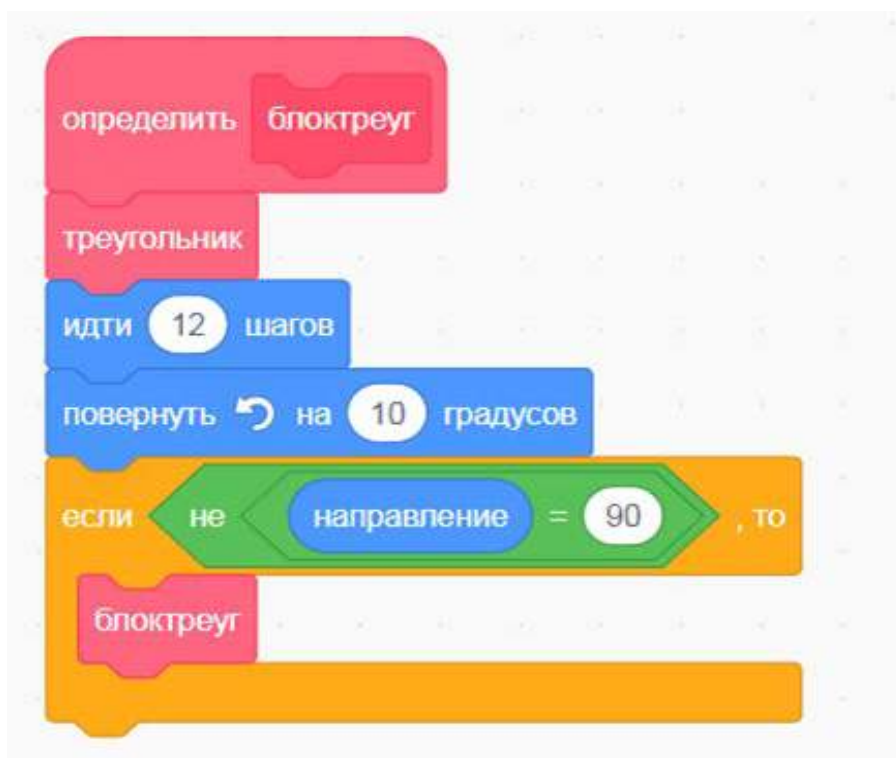 определить блоктреуг
треугольник
идти 12 шагов
повернуть на 10 градусов
если не направление = 90 , то
блоктреуг